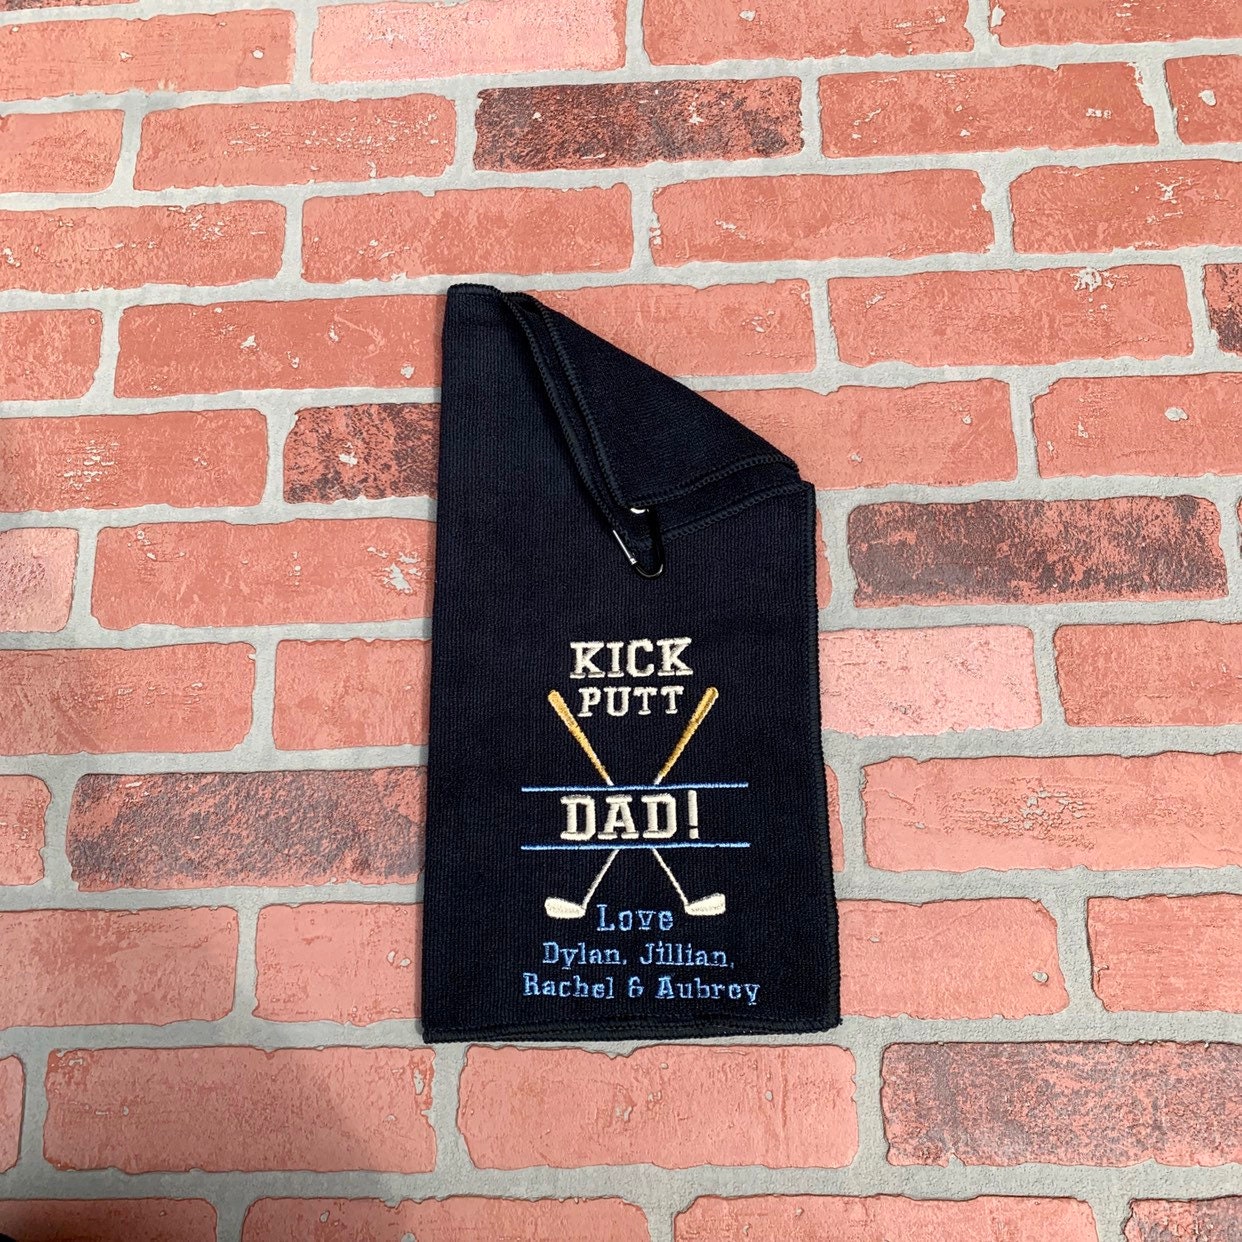 KICK
PUTT
DAD!
Love
Dylan, Jillian,
Rachel & Aubrey